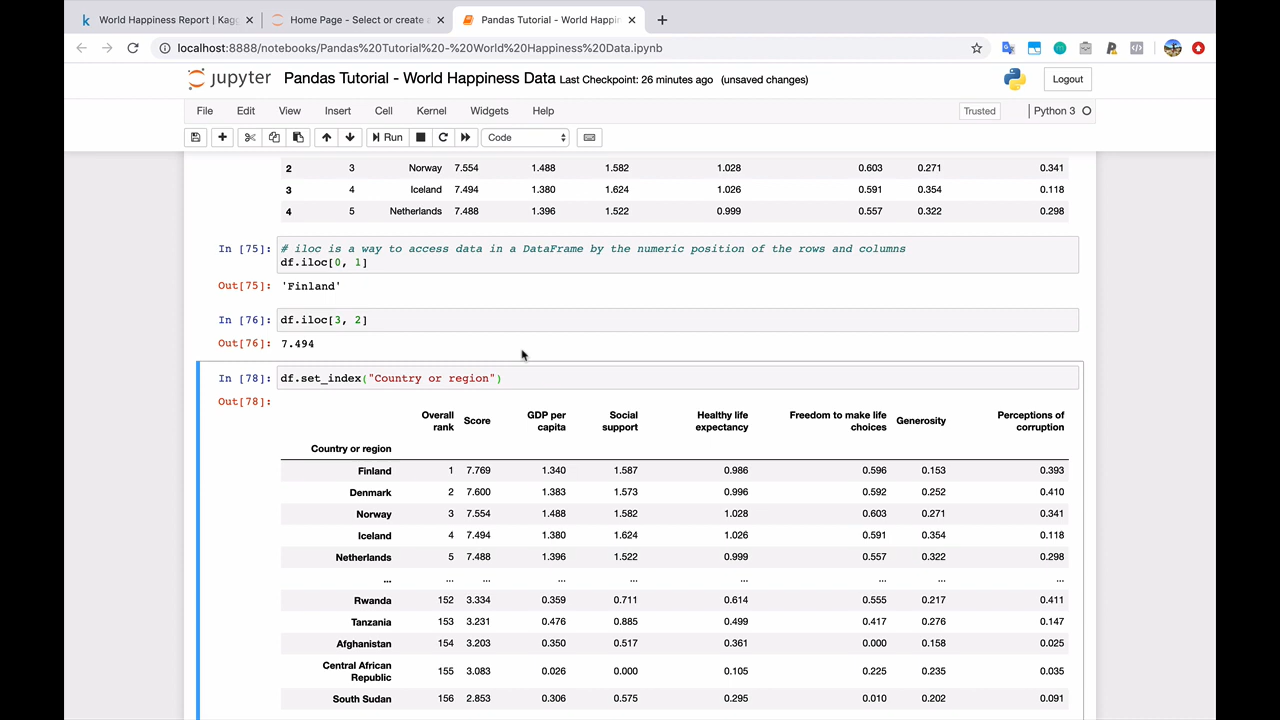 World Happiness Report | Kagg
Home Page - Select or create a
Pandas Tutorial - World Happin
localhost:8888/notebooks/Pandas%20Tutorial%20-%20World%20Happiness%20Data.ipynb
jupyter Pandas Tutorial - World Happiness Data Last Checkpoint: 26 minutes ago (unsaved changes) Logout
File Edit View Insert Cell Kernel Widgets Help Trusted Python 3
Run Code
2 3 Norway 7.554 1.488 1.582 1.028 0.603 0.271 0.341
3 4 Iceland 7.494 1.380 1.624 1.026 0.591 0.354 0.118
4 5 Netherlands 7.488 1.396 1.522 0.999 0.557 0.322 0.298
In [75]: # iloc is a way to access data in a DataFrame by the numeric position of the rows and columns
df.iloc[0, 1]
Out[75]: 'Finland'
In [76]: df.iloc[3, 2]
Out[76]: 7.494
In [78]: df.set_index("Country or region")
Out[78]:
Overall rank Score GDP per capita Social support Healthy life expectancy Freedom to make life choices Generosity Perceptions of corruption
Country or region
Finland 1 7.769 1.340 1.587 0.986 0.596 0.153 0.393
Denmark 2 7.600 1.383 1.573 0.996 0.592 0.252 0.410
Norway 3 7.554 1.488 1.582 1.028 0.603 0.271 0.341
Iceland 4 7.494 1.380 1.624 1.026 0.591 0.354 0.118
Netherlands 5 7.488 1.396 1.522 0.999 0.557 0.322 0.298
... ... ... ... ... ... ... ... ...
Rwanda 152 3.334 0.359 0.711 0.614 0.555 0.217 0.411
Tanzania 153 3.231 0.476 0.885 0.499 0.417 0.276 0.147
Afghanistan 154 3.203 0.350 0.517 0.361 0.000 0.158 0.025
Central African Republic 155 3.083 0.026 0.000 0.105 0.225 0.235 0.035
South Sudan 156 2.853 0.306 0.575 0.295 0.010 0.202 0.091